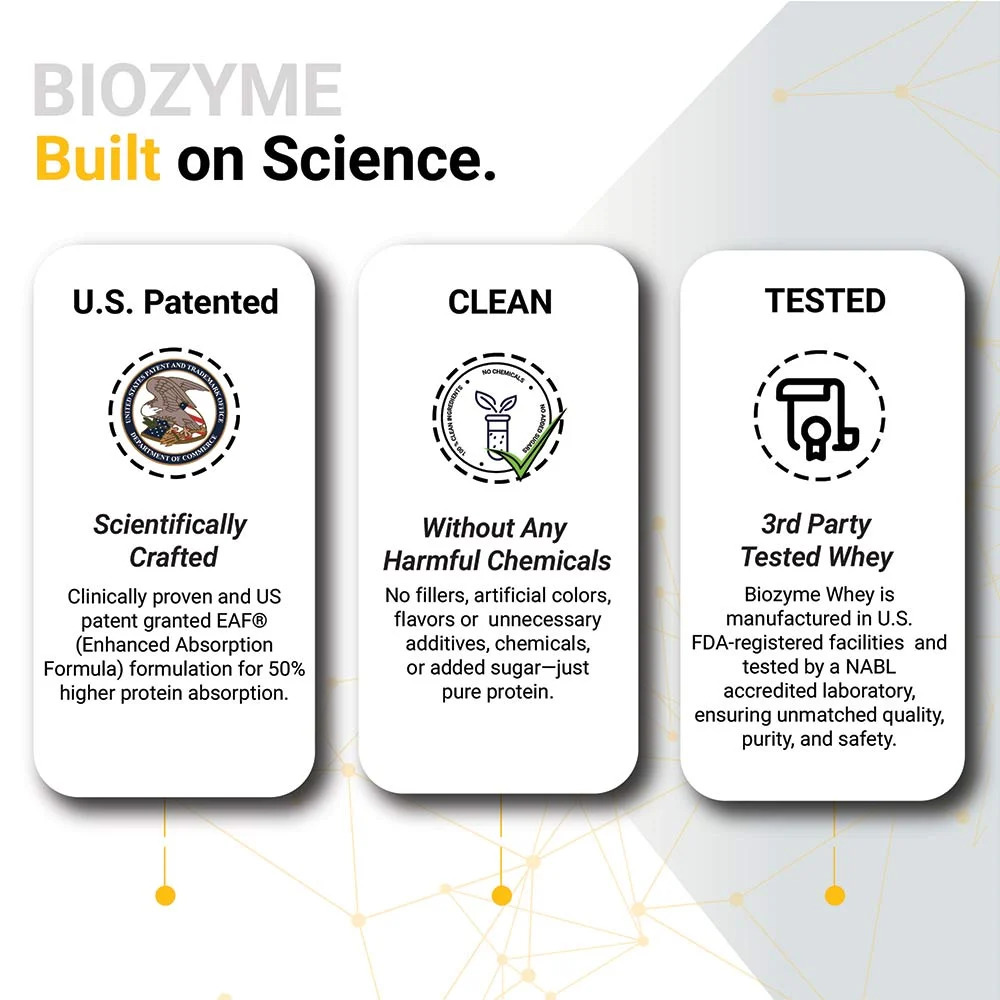 BIOZYME
Built on Science.
U.S. Patented
UNITED STATES PATENT AND TRADEMARK OFFICE
DEPARTMENT OF COMMERCE
Scientifically
Crafted
Clinically proven and US
patent granted EAF®
(Enhanced Absorption
Formula) formulation for 50%
higher protein absorption.
CLEAN
NO CHEMICALS
100% CLEAN INGREDIENTS
NO ADDED SUGARS
Without Any
Harmful Chemicals
No fillers, artificial colors,
flavors or unnecessary
additives, chemicals,
or added sugar—just
pure protein.
TESTED
3rd Party
Tested Whey
Biozyme Whey is
manufactured in U.S.
FDA-registered facilities and
tested by a NABL
accredited laboratory,
ensuring unmatched quality,
purity, and safety.